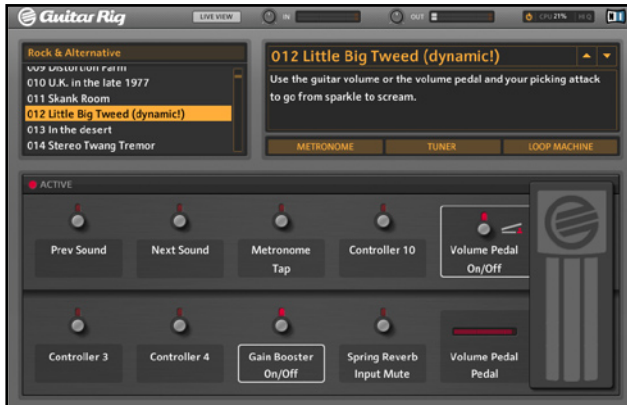 Guitar Rig
LIVE VIEW
IN
OUT
CPU 21%
HI Q
Rock & Alternative
009 Distortion Farm
010 U.K. in the late 1977
011 Skank Room
012 Little Big Tweed (dynamic!)
013 In the desert
014 Stereo Twang Tremor
012 Little Big Tweed (dynamic!)
Use the guitar volume or the volume pedal and your picking attack
to go from sparkle to scream.
METRONOME
TUNER
LOOP MACHINE
ACTIVE
Prev Sound
Next Sound
Metronome
Tap
Controller 10
Volume Pedal
On/Off
Controller 3
Controller 4
Gain Booster
On/Off
Spring Reverb
Input Mute
Volume Pedal
Pedal